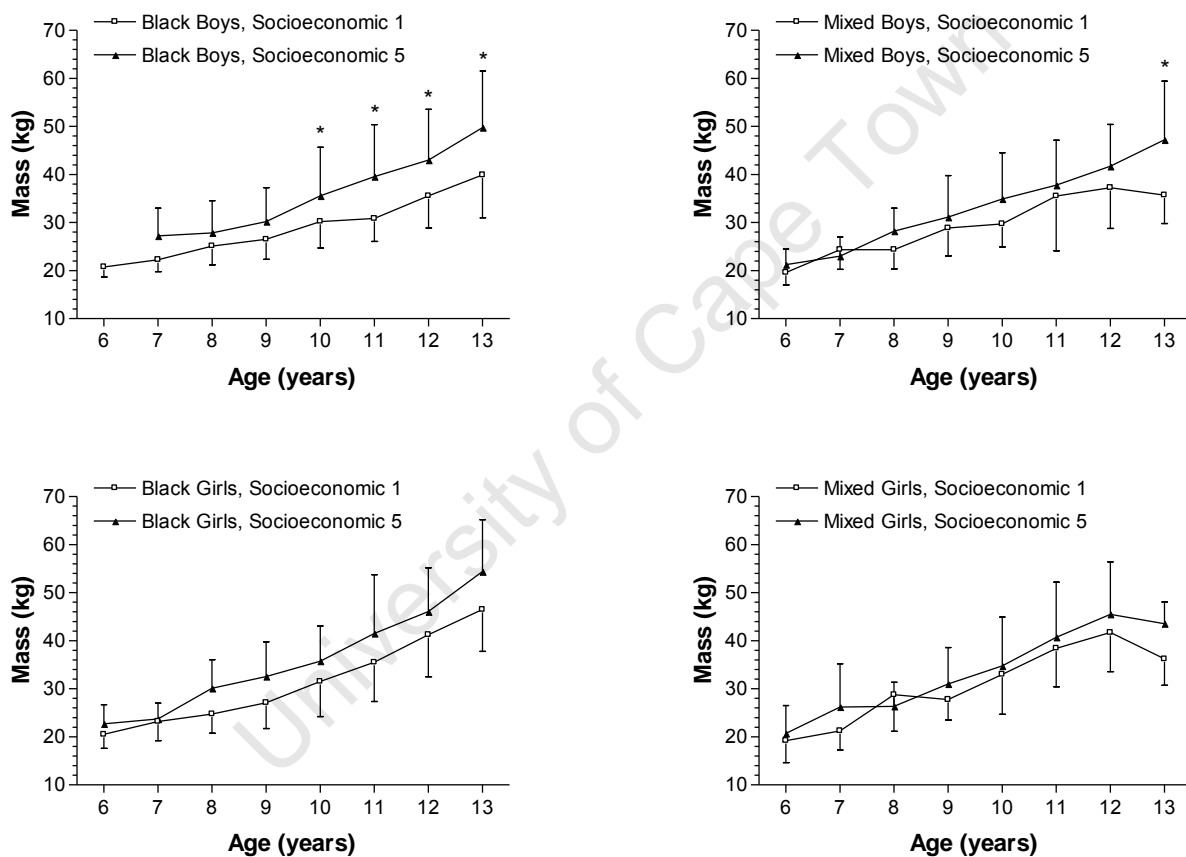 Black Boys, Socioeconomic 1
Black Boys, Socioeconomic 5
Mass (kg)
70
60
50
40
30
20
10
* * * *
6 7 8 9 10 11 12 13
Age (years)
Mixed Boys, Socioeconomic 1
Mixed Boys, Socioeconomic 5
Mass (kg)
70
60
50
40
30
20
10
*
6 7 8 9 10 11 12 13
Age (years)
Black Girls, Socioeconomic 1
Black Girls, Socioeconomic 5
Mass (kg)
70
60
50
40
30
20
10
6 7 8 9 10 11 12 13
Age (years)
Mixed Girls, Socioeconomic 1
Mixed Girls, Socioeconomic 5
Mass (kg)
70
60
50
40
30
20
10
6 7 8 9 10 11 12 13
Age (years)
University of Cape Town